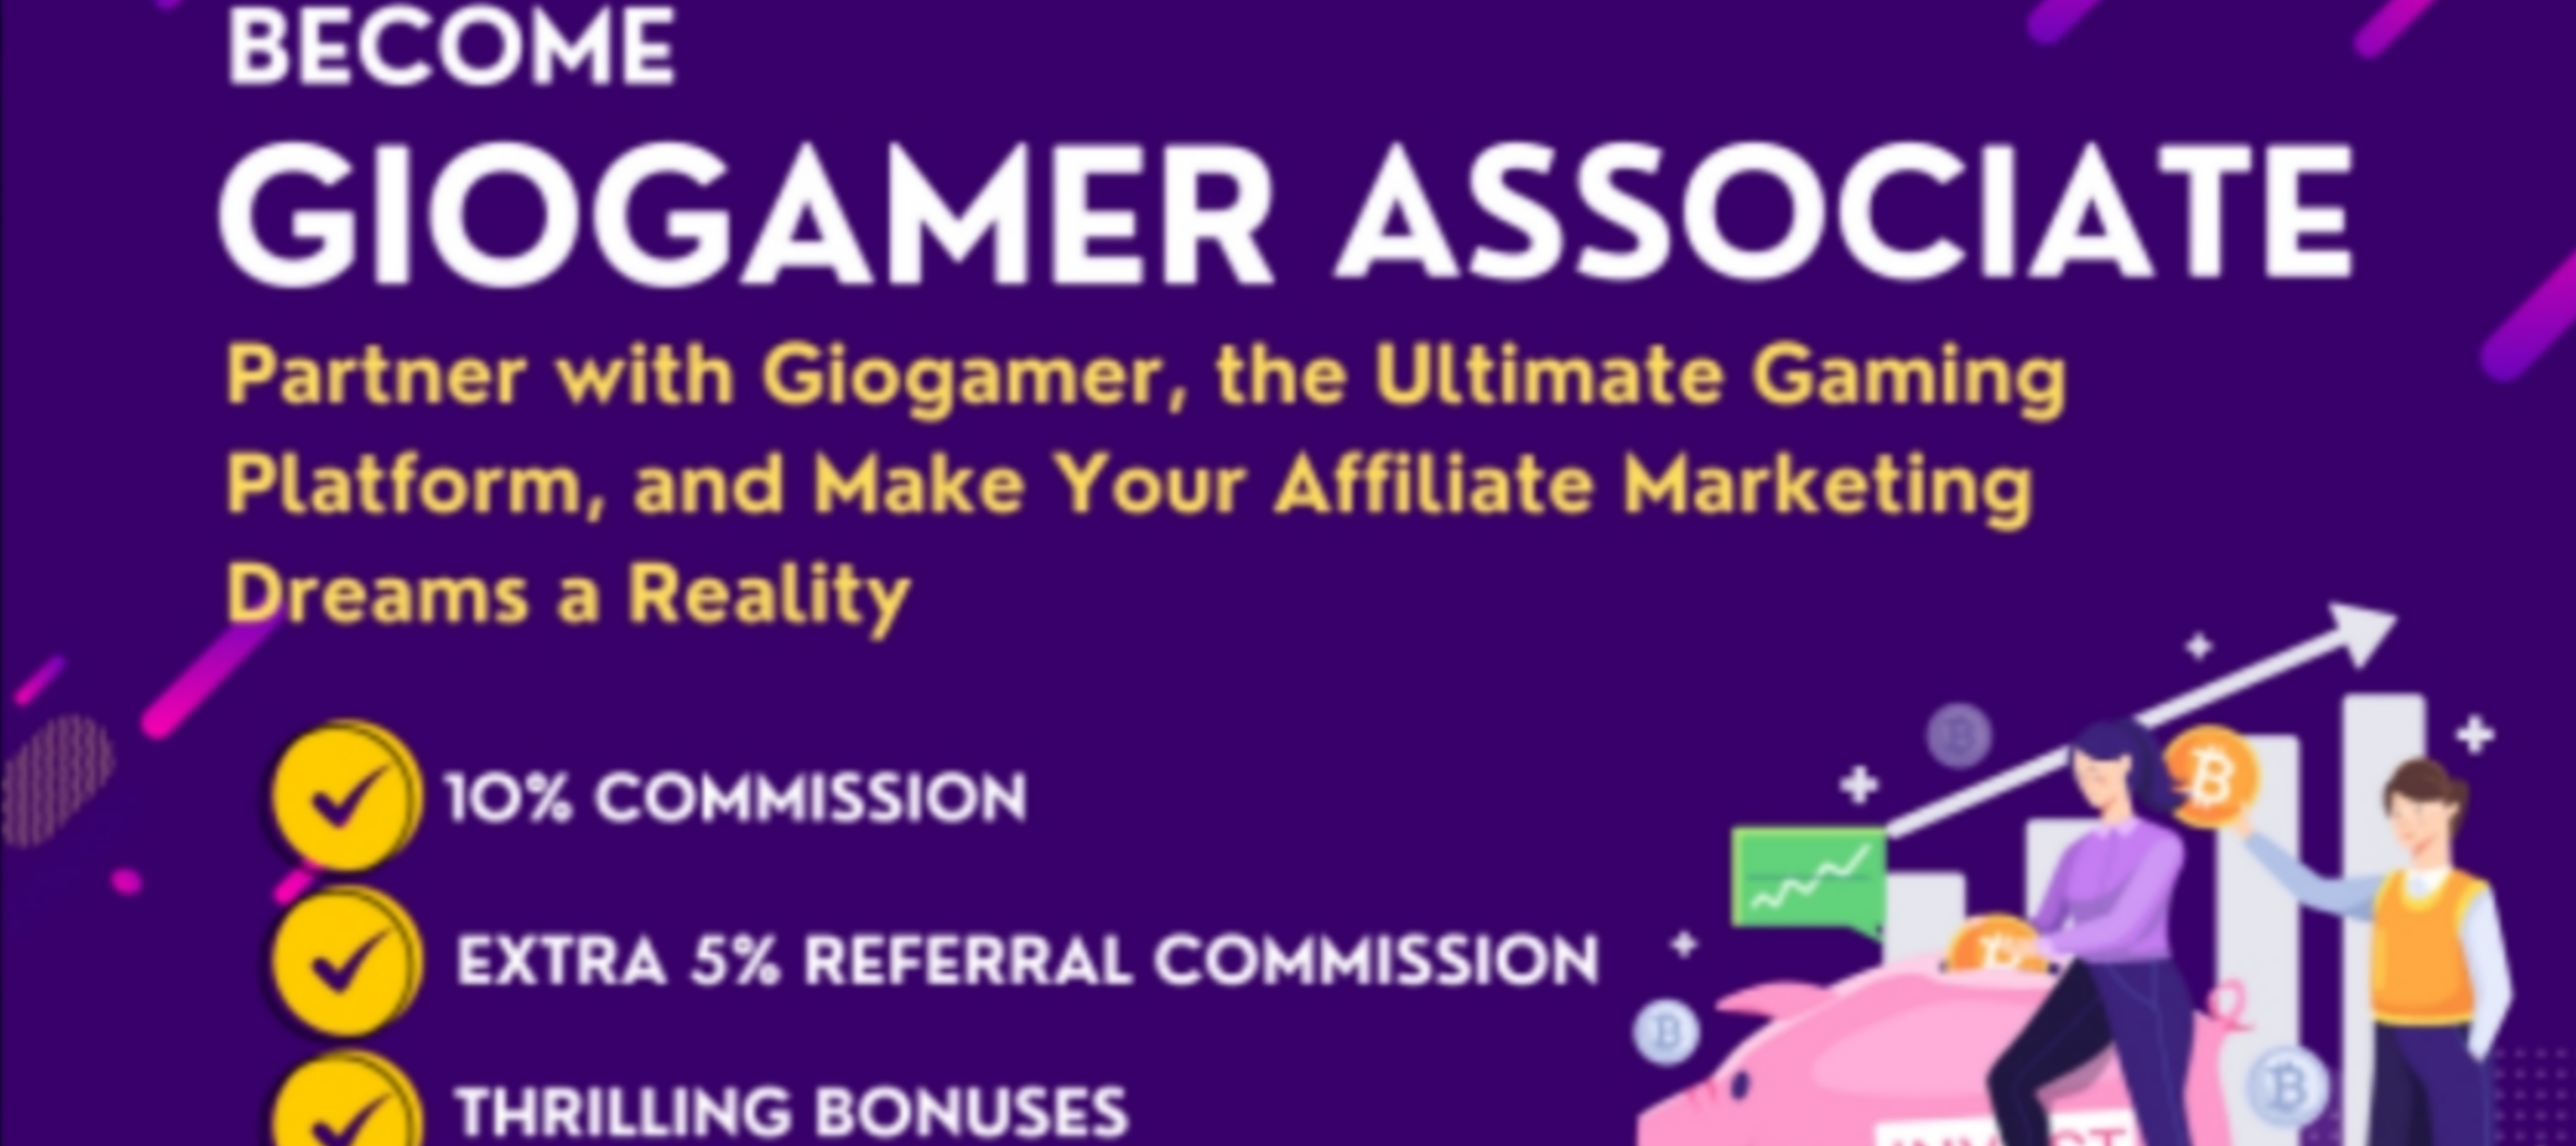 BECOME
GIOGAMER ASSOCIATE
Partner with Giogamer, the Ultimate Gaming
Platform, and Make Your Affiliate Marketing
Dreams a Reality
10% COMMISSION
EXTRA 5% REFERRAL COMMISSION
THRILLING BONUSES